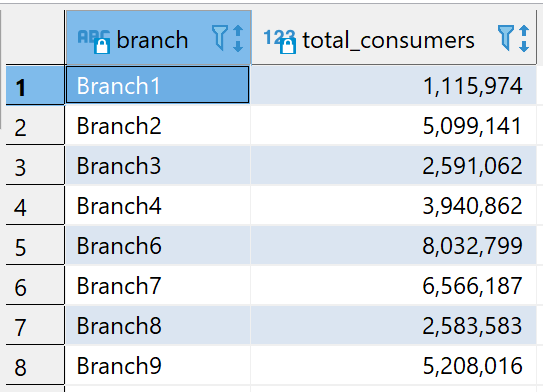 ABC branch 123 total_consumers
1 Branch1 1,115,974
2 Branch2 5,099,141
3 Branch3 2,591,062
4 Branch4 3,940,862
5 Branch6 8,032,799
6 Branch7 6,566,187
7 Branch8 2,583,583
8 Branch9 5,208,016